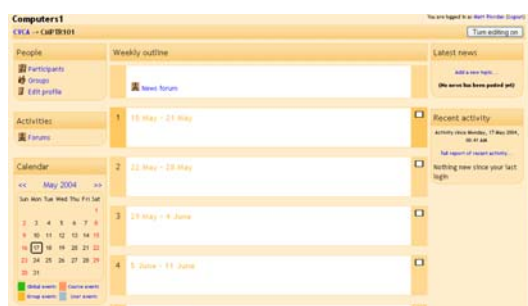 Computers1
You are logged in as Matt Riordan (Logout)
CVCA → CMPTR101
Turn editing on
People
Participants
Groups
Edit profile
Activities
Forums
Calendar
<< May 2004 >>
Sun Mon Tue Wed Thu Fri Sat
1
2 3 4 5 6 7 8
9 10 11 12 13 14 15
16 17 18 19 20 21 22
23 24 25 26 27 28 29
30 31
Global events Course events
Group events User events
Weekly outline
News forum
1 15 May - 21 May
2 22 May - 28 May
3 29 May - 4 June
4 5 June - 11 June
Latest news
Add a new topic...
(No news has been posted yet)
Recent activity
Activity since Monday, 17 May 2004,
Full report of recent activity...
Nothing new since your last
login